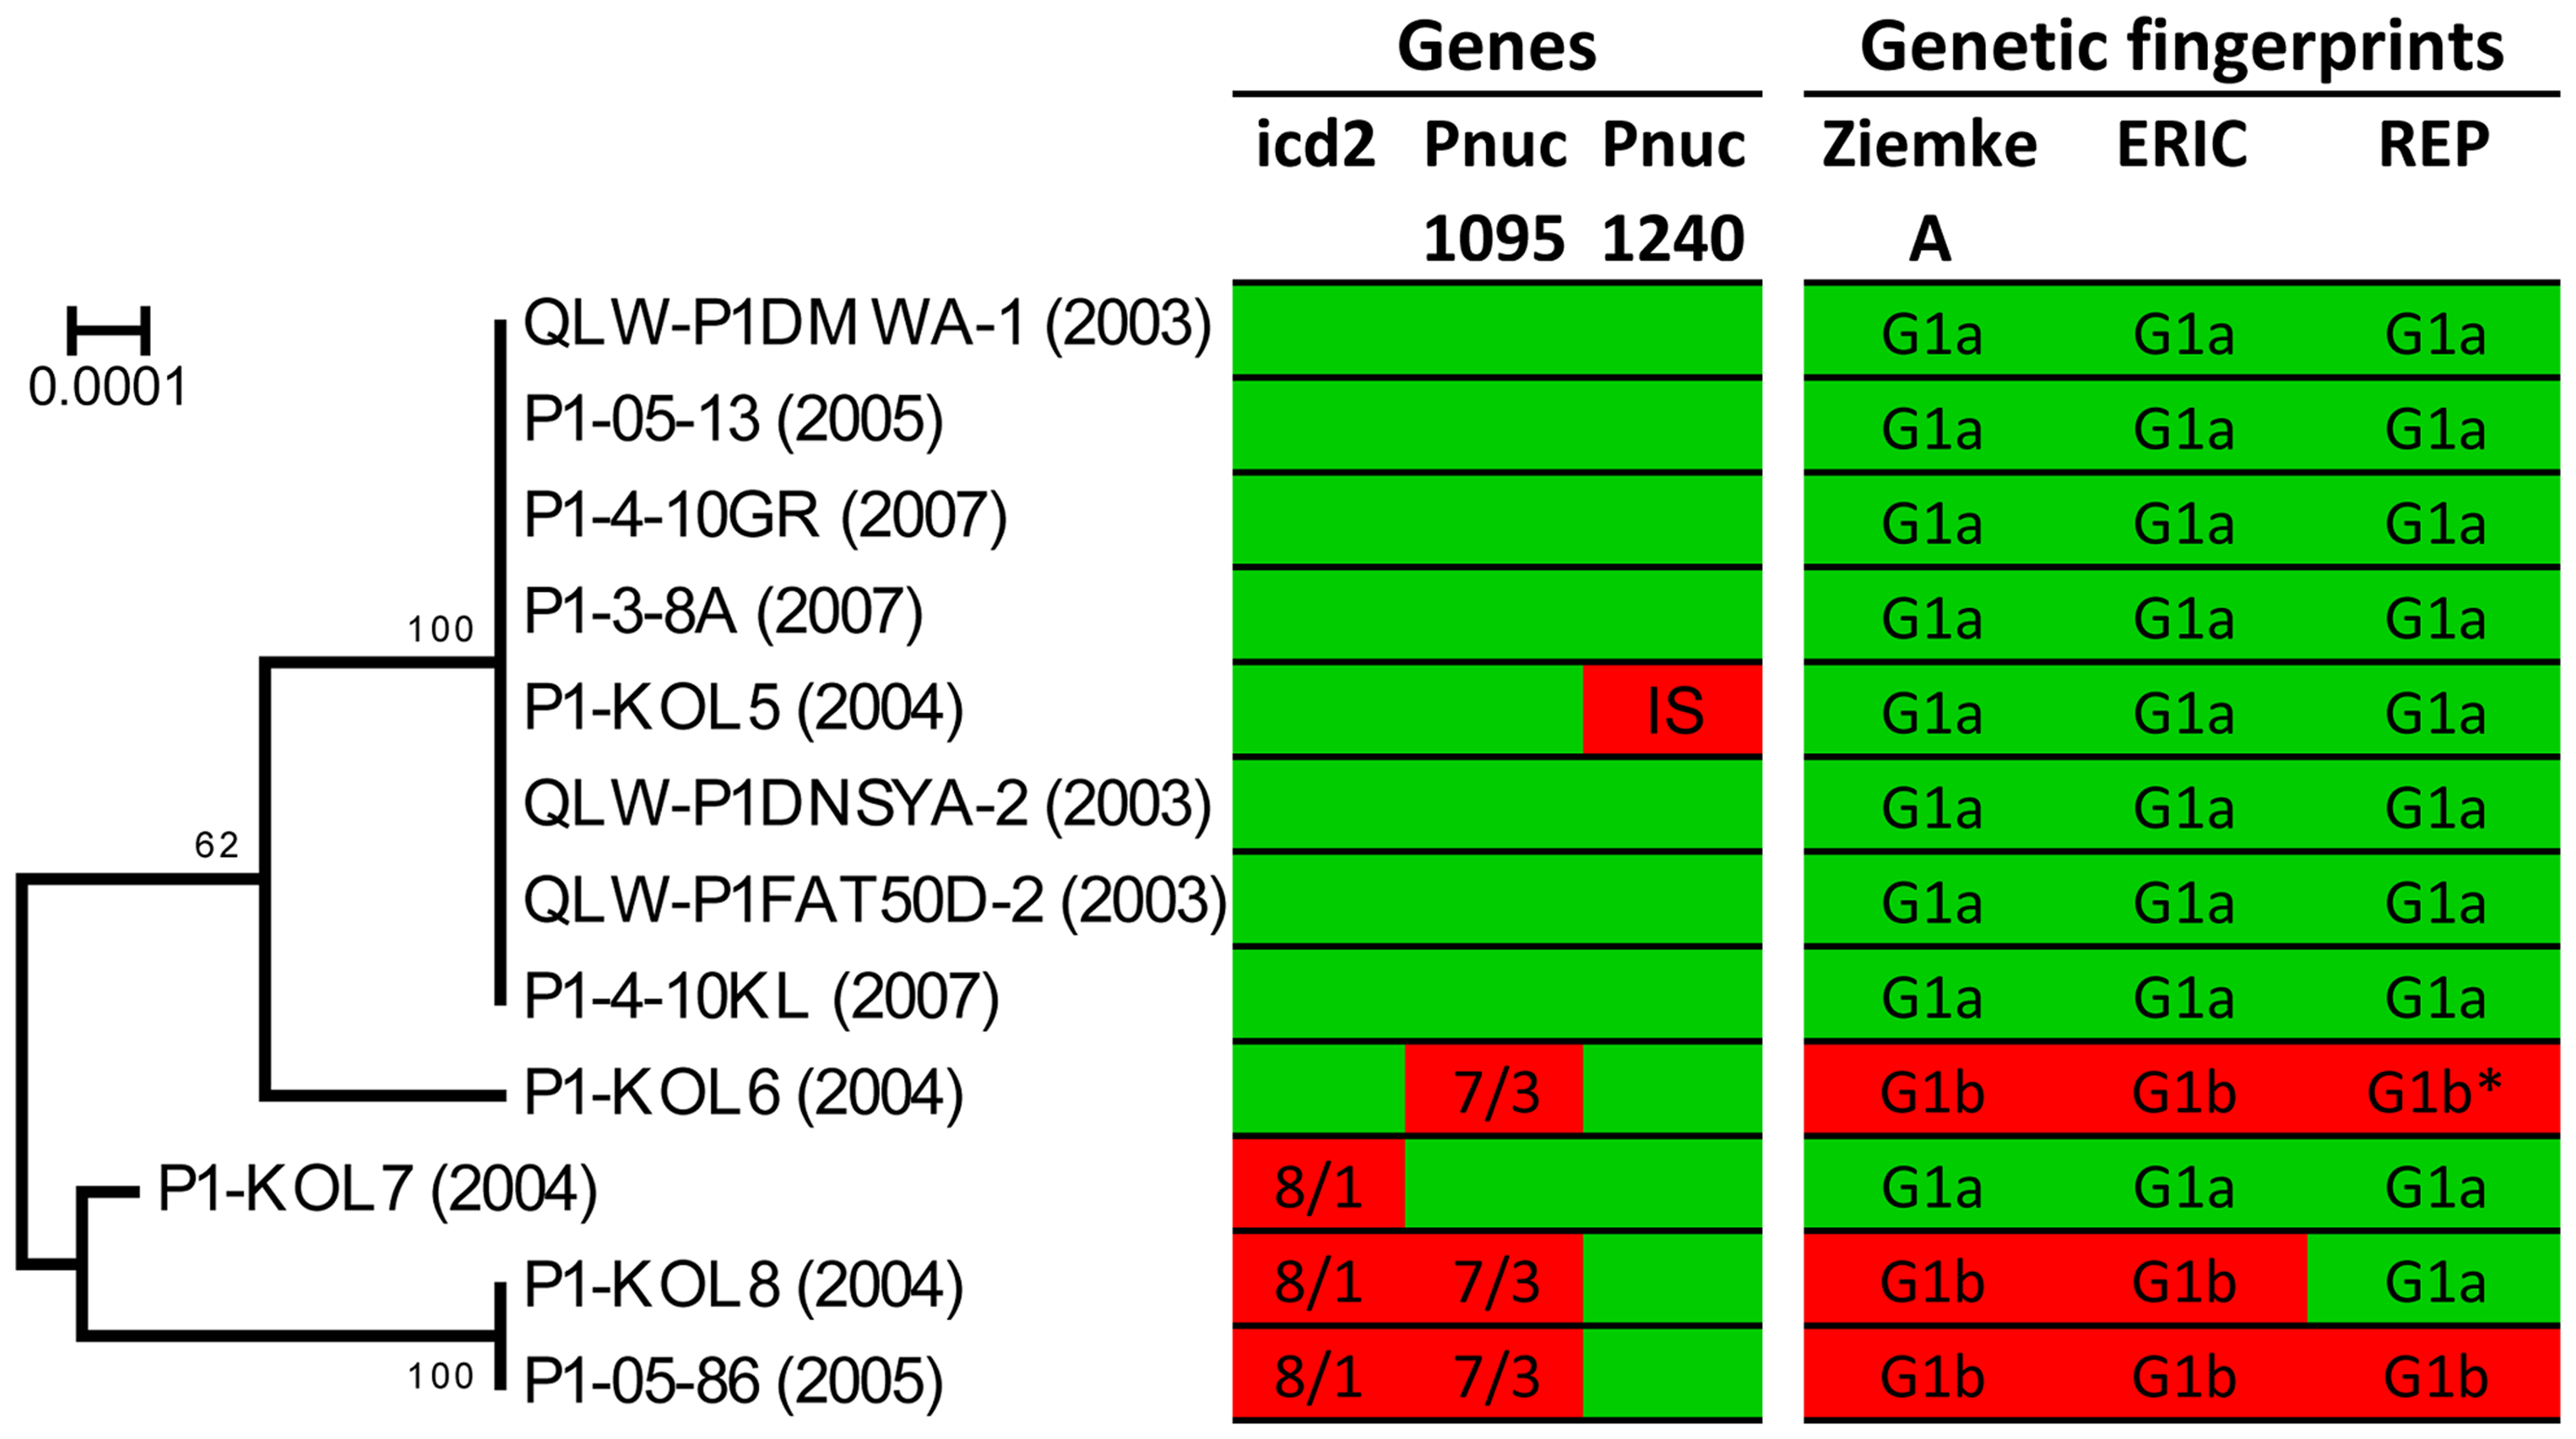 Genes Genetic fingerprints
icd2 Pnuc Pnuc Ziemke ERIC REP
1095 1240 A
0.0001
QLW-P1DMWA-1 (2003) G1a G1a G1a
P1-05-13 (2005) G1a G1a G1a
P1-4-10GR (2007) G1a G1a G1a
100
P1-3-8A (2007) G1a G1a G1a
P1-KOL5 (2004) IS G1a G1a G1a
QLW-P1DNSYA-2 (2003) G1a G1a G1a
62
QLW-P1FAT50D-2 (2003) G1a G1a G1a
P1-4-10KL (2007) G1a G1a G1a
P1-KOL6 (2004) 7/3 G1b G1b G1b*
P1-KOL7 (2004) 8/1 G1a G1a G1a
P1-KOL8 (2004) 8/1 7/3 G1b G1b G1a
100
P1-05-86 (2005) 8/1 7/3 G1b G1b G1b